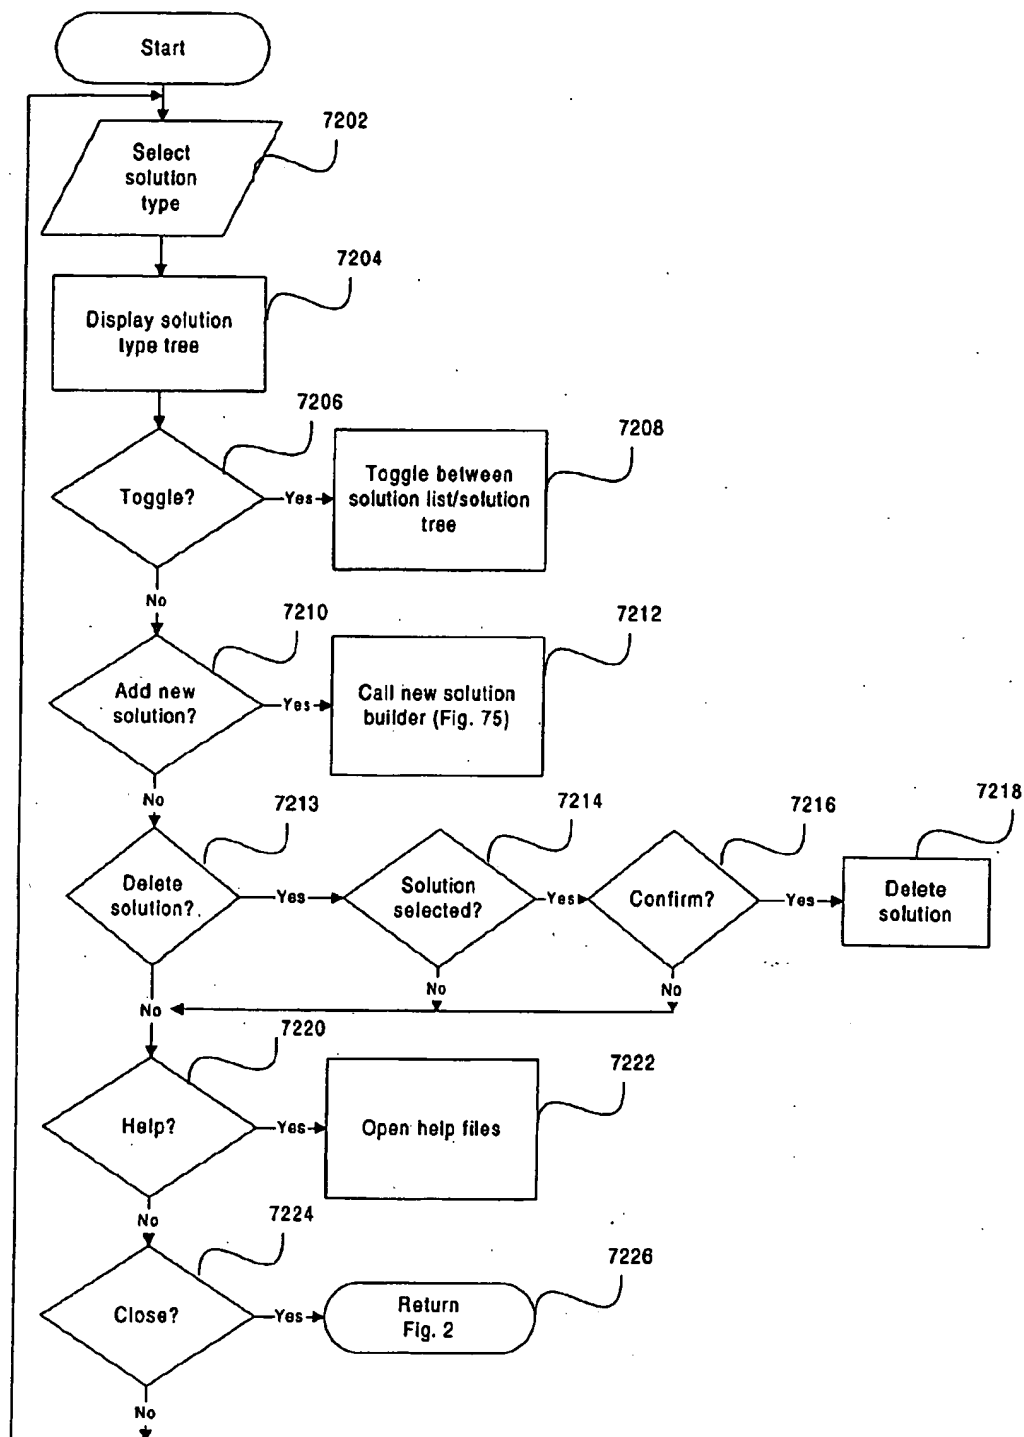 Start
7202
Select
solution
type
7204
Display solution
type tree
7206
7208
Toggle?
Yes
Toggle between
solution list/solution
tree
No
7210
7212
Add new
solution?
Yes
Call new solution
builder (Fig. 75)
No
7213
7214
7216
7218
Delete
solution?
Yes
Solution
selected?
Yes
Confirm?
Yes
Delete
solution
No
No
No
7220
7222
Help?
Yes
Open help files
No
7224
7226
Close?
Yes
Return
Fig. 2
No